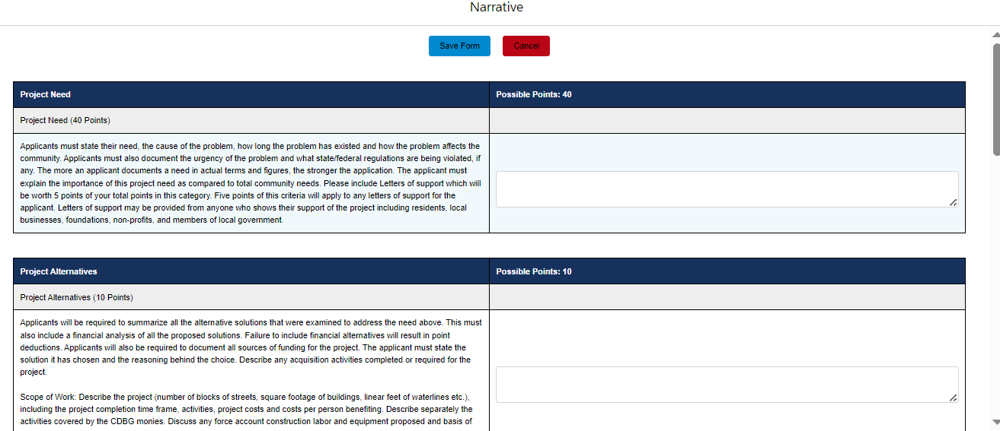 Narrative
Save Form
Cancel
Project Need
Possible Points: 40
Project Need (40 Points)
Applicants must state their need, the cause of the problem, how long the problem has existed and how the problem affects the
community. Applicants must also document the urgency of the problem and what state/federal regulations are being violated, if
any. The more an applicant documents a need in actual terms and figures, the stronger the application. The applicant must
explain the importance of this project need as compared to total community needs. Please include Letters of support which will
be worth 5 points of your total points in this category. Five points of this criteria will apply to any letters of support for the
applicant. Letters of support may be provided from anyone who shows their support of the project including residents, local
businesses, foundations, non-profits, and members of local government.
Project Alternatives
Possible Points: 10
Project Alternatives (10 Points)
Applicants will be required to summarize all the alternative solutions that were examined to address the need above. This must
also include a financial analysis of all the proposed solutions. Failure to include financial alternatives will result in point
deductions. Applicants will also be required to document all sources of funding for the project. The applicant must state the
solution it has chosen and the reasoning behind the choice. Describe any acquisition activities completed or required for the
project.
Scope of Work: Describe the project (number of blocks of streets, square footage of buildings, linear feet of waterlines etc.),
including the project completion time frame, activities, project costs and costs per person benefiting. Describe separately the
activities covered by the CDBG monies. Discuss any force account construction labor and equipment proposed and basis of